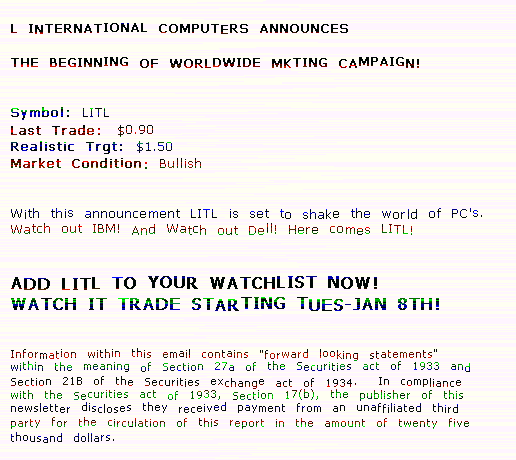 L INTERNATIONAL COMPUTERS ANNOUNCES
THE BEGINNING OF WORLDWIDE MKTING CAMPAIGN!
Symbol: LITL
Last Trade: $0.90
Realistic Trgt: $1.50
Market Condition: Bullish
With this announcement LITL is set to shake the world of PC's.
Watch out IBM! And Watch out Dell! Here comes LITL!
ADD LITL TO YOUR WATCHLIST NOW!
WATCH IT TRADE STARTING TUES-JAN 8TH!
Information within this email contains "forward looking statements"
within the meaning of Section 27a of the Securities act of 1933 and
Section 21B of the Securities exchange act of 1934. In compliance
with the Securities act of 1933, Section 17(b), the publisher of this
newsletter discloses they received payment from an unaffiliated third
party for the circulation of this report in the amount of twenty five
thousand dollars.